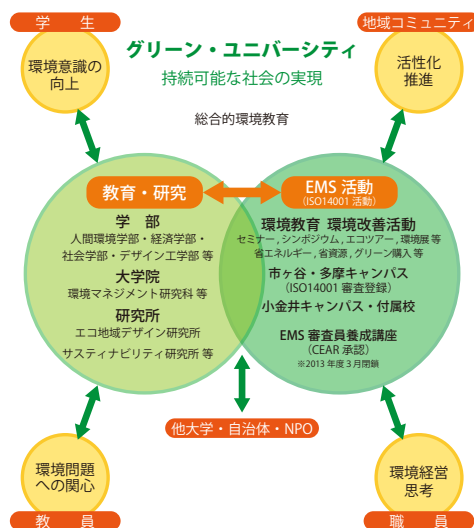 学　生
環境意識の
向上
グリーン・ユニバーシティ
持続可能な社会の実現
総合的環境教育
地域コミュニティ
活性化
推進
教育・研究
学　部
人間環境学部・経済学部・
社会学部・デザイン工学部 等
大学院
環境マネジメント研究科 等
研究所
エコ地域デザイン研究所
サスティナビリティ研究所 等
EMS 活動
(ISO14001 活動)
環境教育 環境改善活動
セミナー , シンポジウム , エコツアー , 環境展 等
省エネルギー , 省資源 , グリーン購入 等
市ヶ谷・多摩キャンパス
(ISO14001 審査登録)
小金井キャンパス・付属校
EMS 審査員養成講座
(CEAR 承認)
※2013 年度 3 月閉鎖
他大学・自治体・NPO
環境問題
への関心
教　員
環境経営
思考
職　員